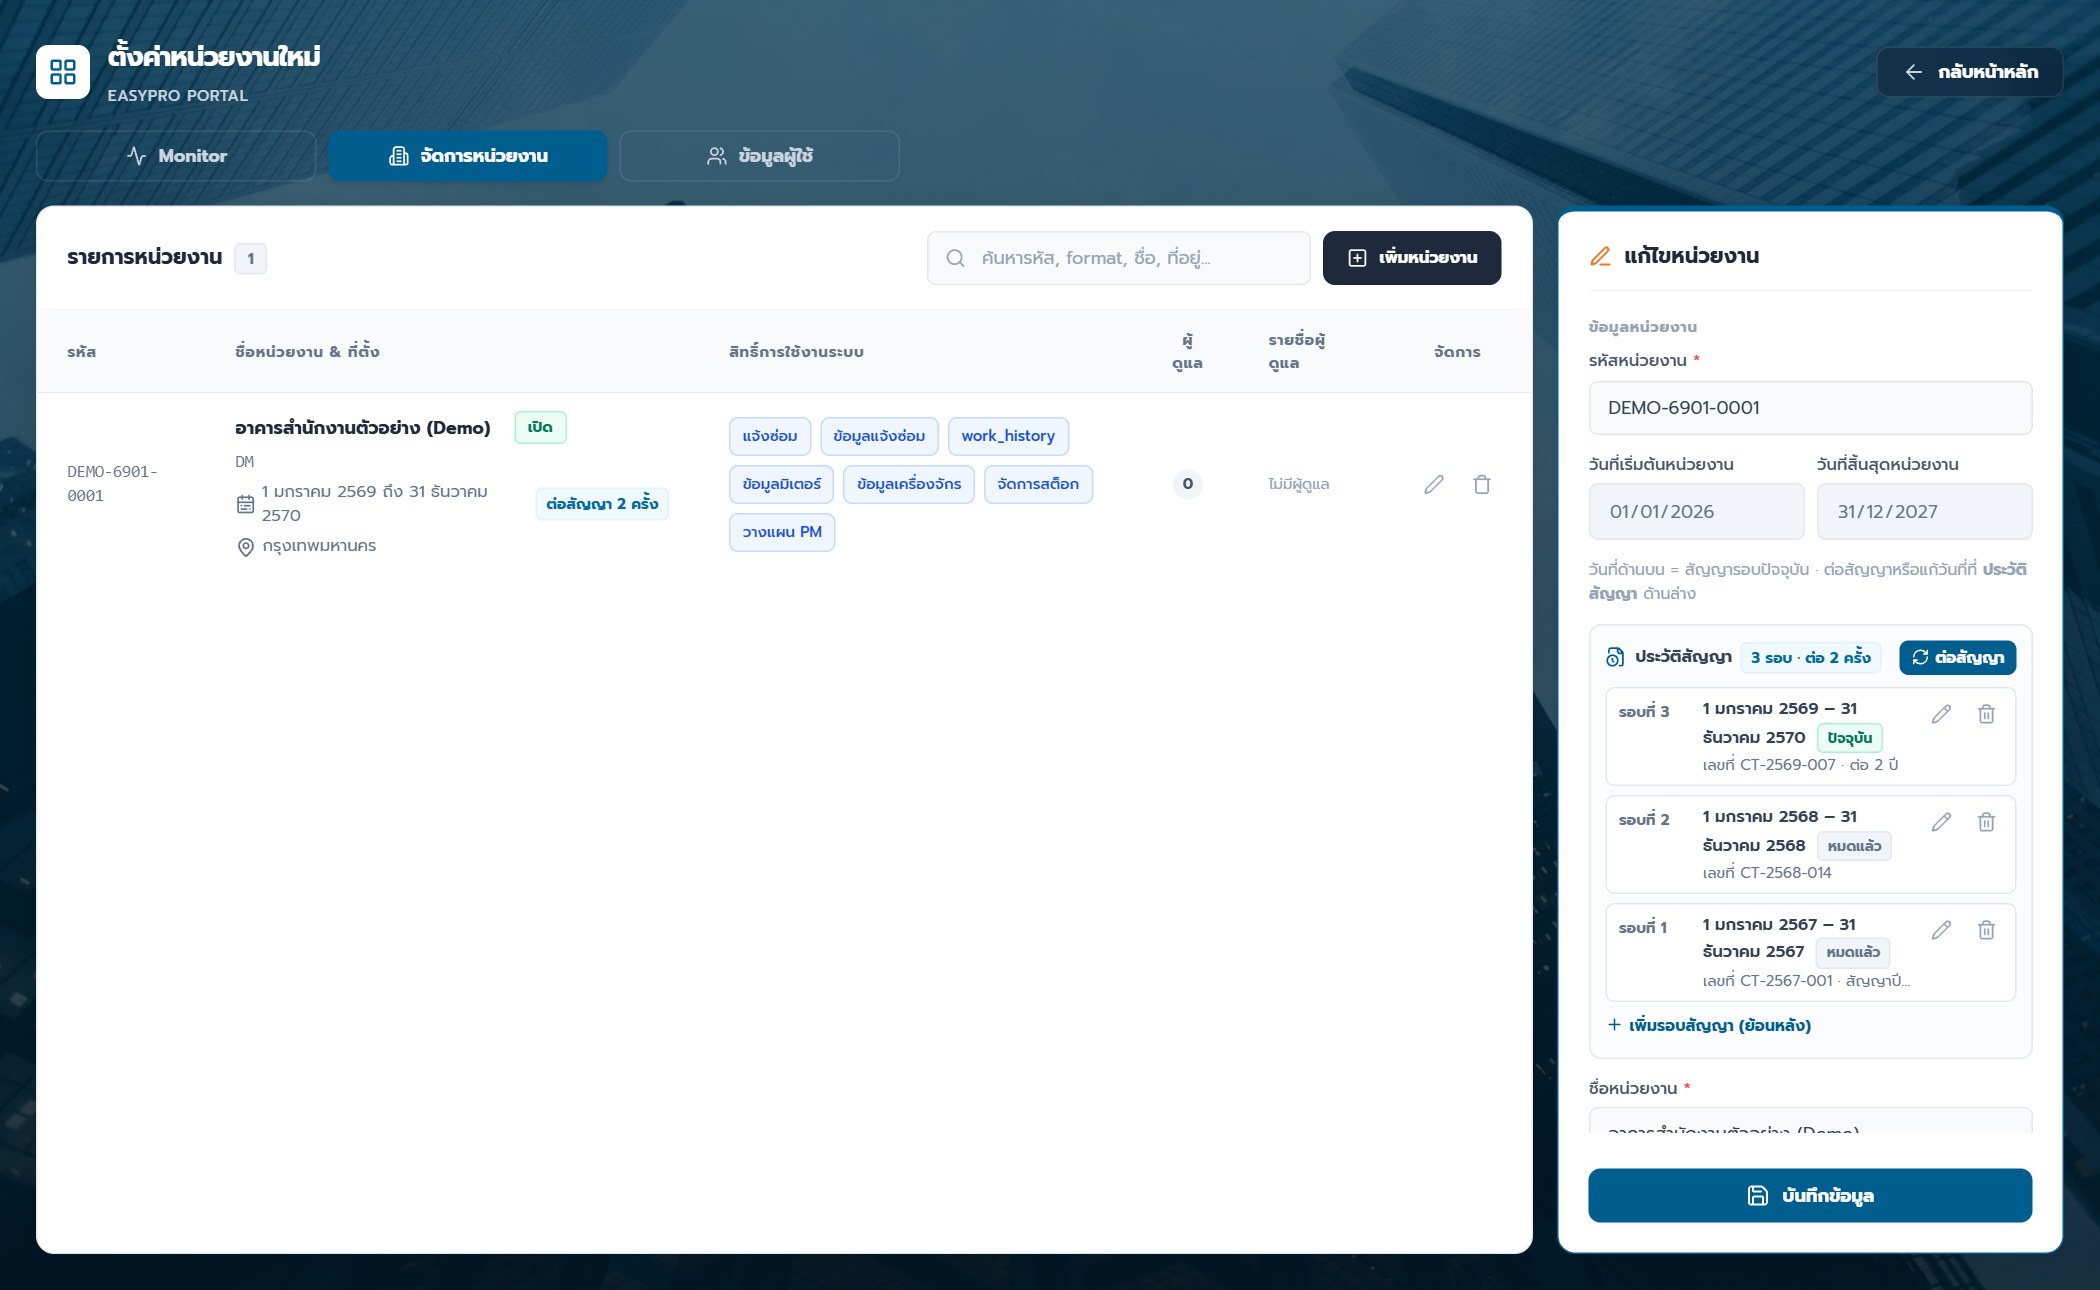 ตั้งค่าหน่วยงานใหม่
EASYPRO PORTAL
กลับหน้าหลัก
Monitor
จัดการหน่วยงาน
ข้อมูลผู้ใช้
รายการหน่วยงาน 1
ค้นหารหัส, format, ชื่อ, ที่อยู่...
เพิ่มหน่วยงาน
รหัส
ชื่อหน่วยงาน & ที่ตั้ง
สิทธิ์การใช้งานระบบ
ผู้
ดูแล
รายชื่อผู้
ดูแล
จัดการ
DEMO-6901-
0001
อาคารสำนักงานตัวอย่าง (Demo) เปิด
DM
1 มกราคม 2569 ถึง 31 ธันวาคม
2570
ต่อสัญญา 2 ครั้ง
กรุงเทพมหานคร
แจ้งซ่อม ข้อมูลแจ้งซ่อม work_history
ข้อมูลมิเตอร์ ข้อมูลเครื่องจักร จัดการสต็อก
วางแผน PM
0
ไม่มีผู้ดูแล
แก้ไขหน่วยงาน
ข้อมูลหน่วยงาน
รหัสหน่วยงาน *
DEMO-6901-0001
วันที่เริ่มต้นหน่วยงาน
วันที่สิ้นสุดหน่วยงาน
01/01/2026
31/12/2027
วันที่ด้านบน = สัญญารอบปัจจุบัน · ต่อสัญญาหรือแก้วันที่ที่ ประวัติ
สัญญา ด้านล่าง
ประวัติสัญญา 3 รอบ · ต่อ 2 ครั้ง ต่อสัญญา
รอบที่ 3
1 มกราคม 2569 – 31
ธันวาคม 2570 ปัจจุบัน
เลขที่ CT-2569-007 · ต่อ 2 ปี
รอบที่ 2
1 มกราคม 2568 – 31
ธันวาคม 2568 หมดแล้ว
เลขที่ CT-2568-014
รอบที่ 1
1 มกราคม 2567 – 31
ธันวาคม 2567 หมดแล้ว
เลขที่ CT-2567-001 · สัญญาปี...
+ เพิ่มรอบสัญญา (ย้อนหลัง)
ชื่อหน่วยงาน *
อาคารสำนักงานตัวอย่าง (Demo)
บันทึกข้อมูล